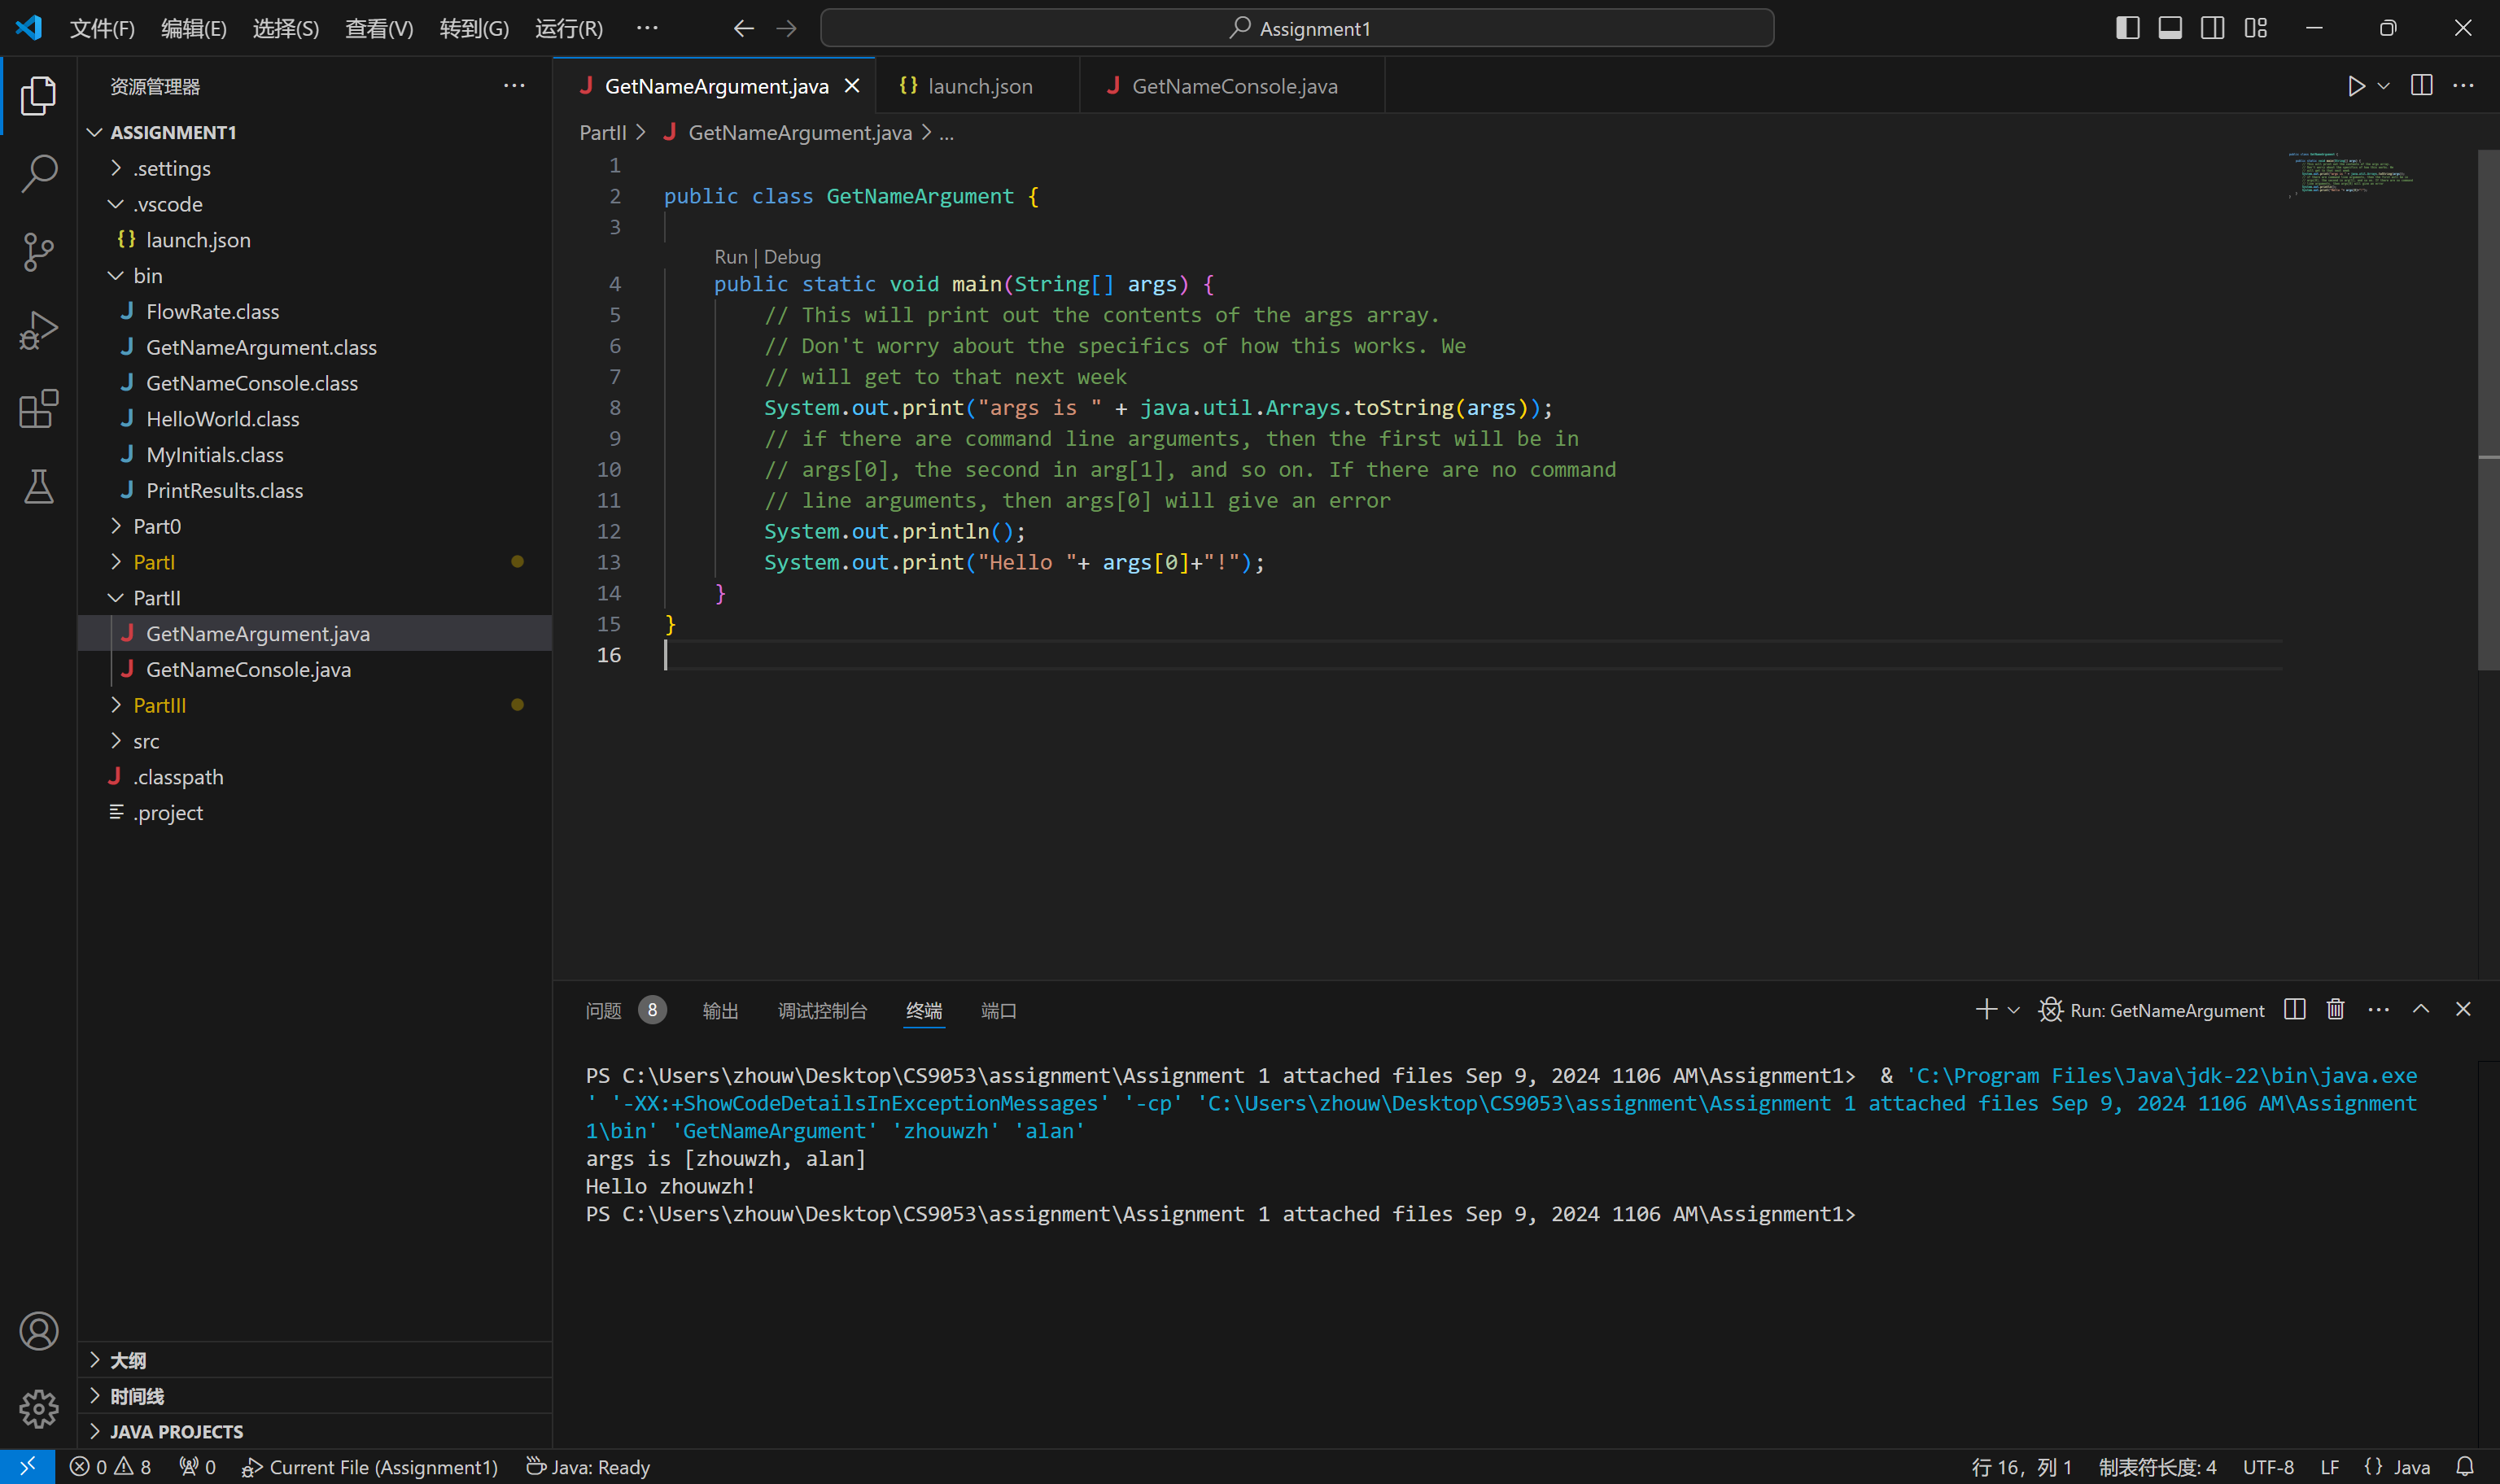 文件(F) 编辑(E) 选择(S) 查看(V) 转到(G) 运行(R) ··· Assignment1
资源管理器 ···
GetNameArgument.java launch.json GetNameConsole.java
PartII > GetNameArgument.java > ...
ASSIGNMENT1
.settings
.vscode
launch.json
bin
FlowRate.class
GetNameArgument.class
GetNameConsole.class
HelloWorld.class
MyInitials.class
PrintResults.class
Part0
PartI
PartII
GetNameArgument.java
GetNameConsole.java
PartIII
src
.classpath
.project
大纲
时间线
JAVA PROJECTS
1
2 public class GetNameArgument {
3
Run | Debug
4 public static void main(String[] args) {
5 // This will print out the contents of the args array.
6 // Don't worry about the specifics of how this works. We
7 // will get to that next week
8 System.out.print("args is " + java.util.Arrays.toString(args));
9 // if there are command line arguments, then the first will be in
10 // args[0], the second in arg[1], and so on. If there are no command
11 // line arguments, then args[0] will give an error
12 System.out.println();
13 System.out.print("Hello "+ args[0]+"!");
14 }
15 }
16
问题 8 输出 调试控制台 终端 端口 Run: GetNameArgument
PS C:\Users\zhouw\Desktop\CS9053\assignment\Assignment 1 attached files Sep 9, 2024 1106 AM\Assignment1>  & 'C:\Program Files\Java\jdk-22\bin\java.exe
' '-XX:+ShowCodeDetailsInExceptionMessages' '-cp' 'C:\Users\zhouw\Desktop\CS9053\assignment\Assignment 1 attached files Sep 9, 2024 1106 AM\Assignment
1\bin' 'GetNameArgument' 'zhouwzh' 'alan'
args is [zhouwzh, alan]
Hello zhouwzh!
PS C:\Users\zhouw\Desktop\CS9053\assignment\Assignment 1 attached files Sep 9, 2024 1106 AM\Assignment1>
0 8 0 Current File (Assignment1) Java: Ready 行 16，列 1 制表符长度: 4 UTF-8 LF {} Java